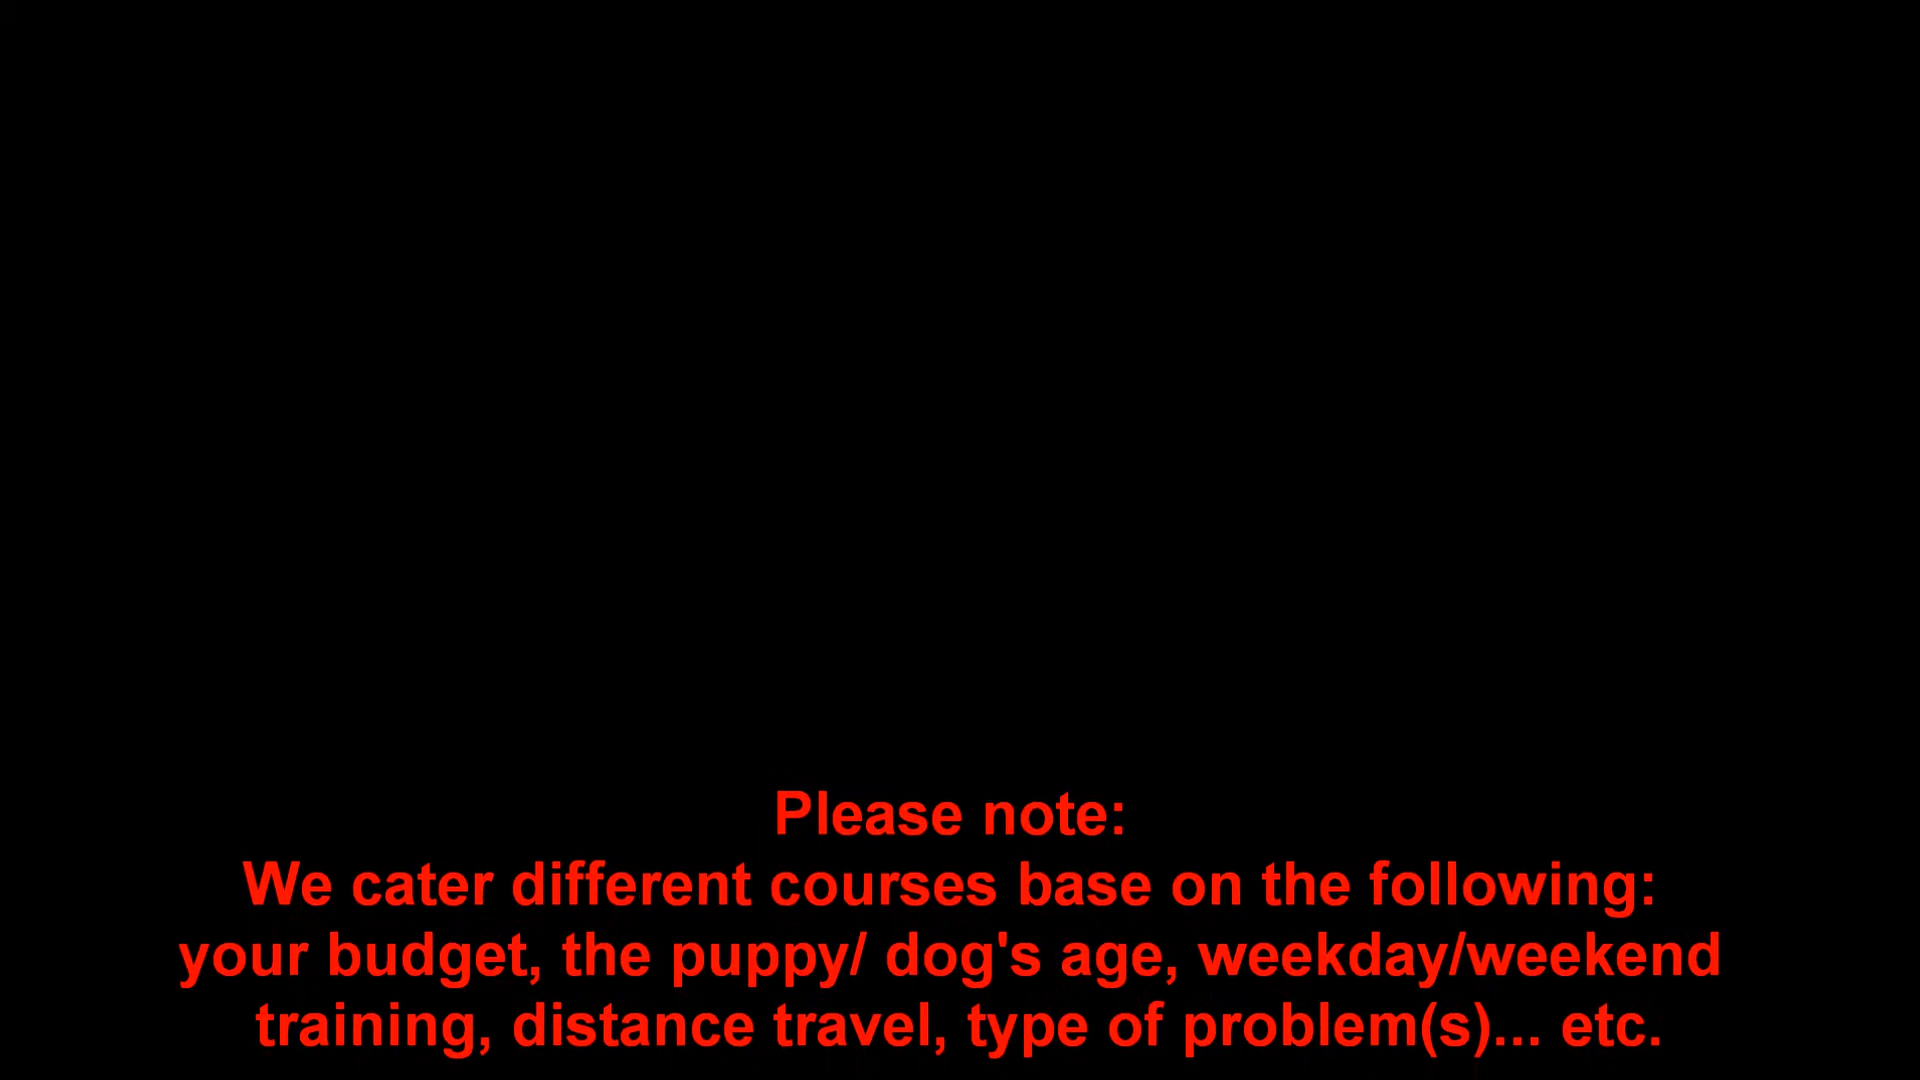 Please note:
We cater different courses base on the following:
your budget, the puppy/ dog's age, weekday/weekend
training, distance travel, type of problem(s)... etc.